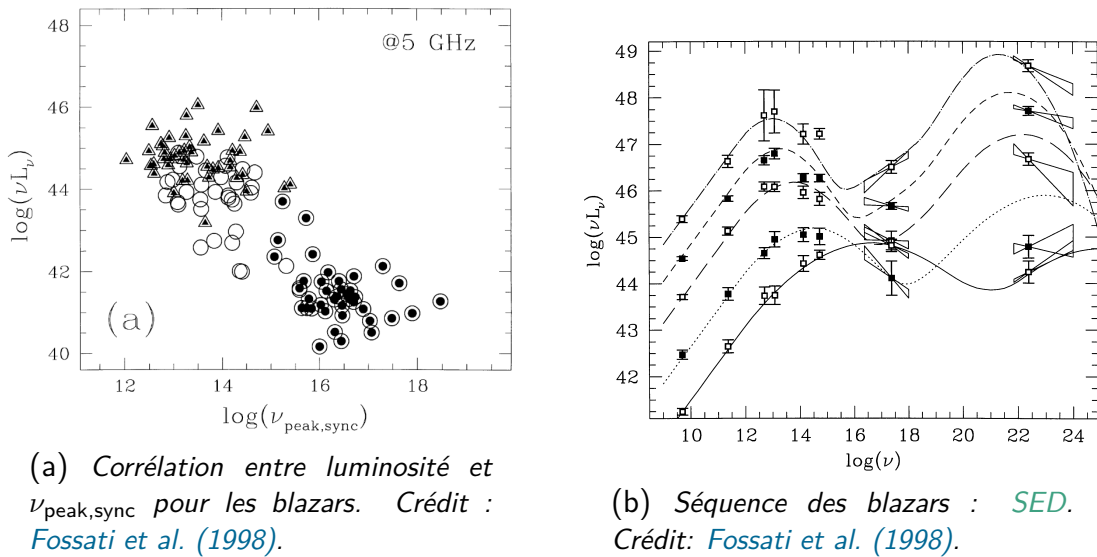 48
46
44
42
40
log(νL_ν)
@5 GHz
(a)
12 14 16 18
log(ν_peak,sync)
(a) Corrélation entre luminosité et
ν_peak,sync pour les blazars. Crédit :
Fossati et al. (1998).
49
48
47
46
45
44
43
42
log(νL_ν)
10 12 14 16 18 20 22 24
log(ν)
(b) Séquence des blazars : SED.
Crédit: Fossati et al. (1998).